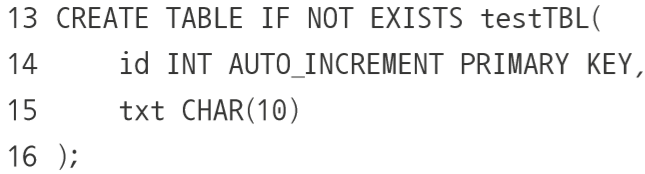 13 CREATE TABLE IF NOT EXISTS testTBL(
14     id INT AUTO_INCREMENT PRIMARY KEY,
15     txt CHAR(10)
16 );